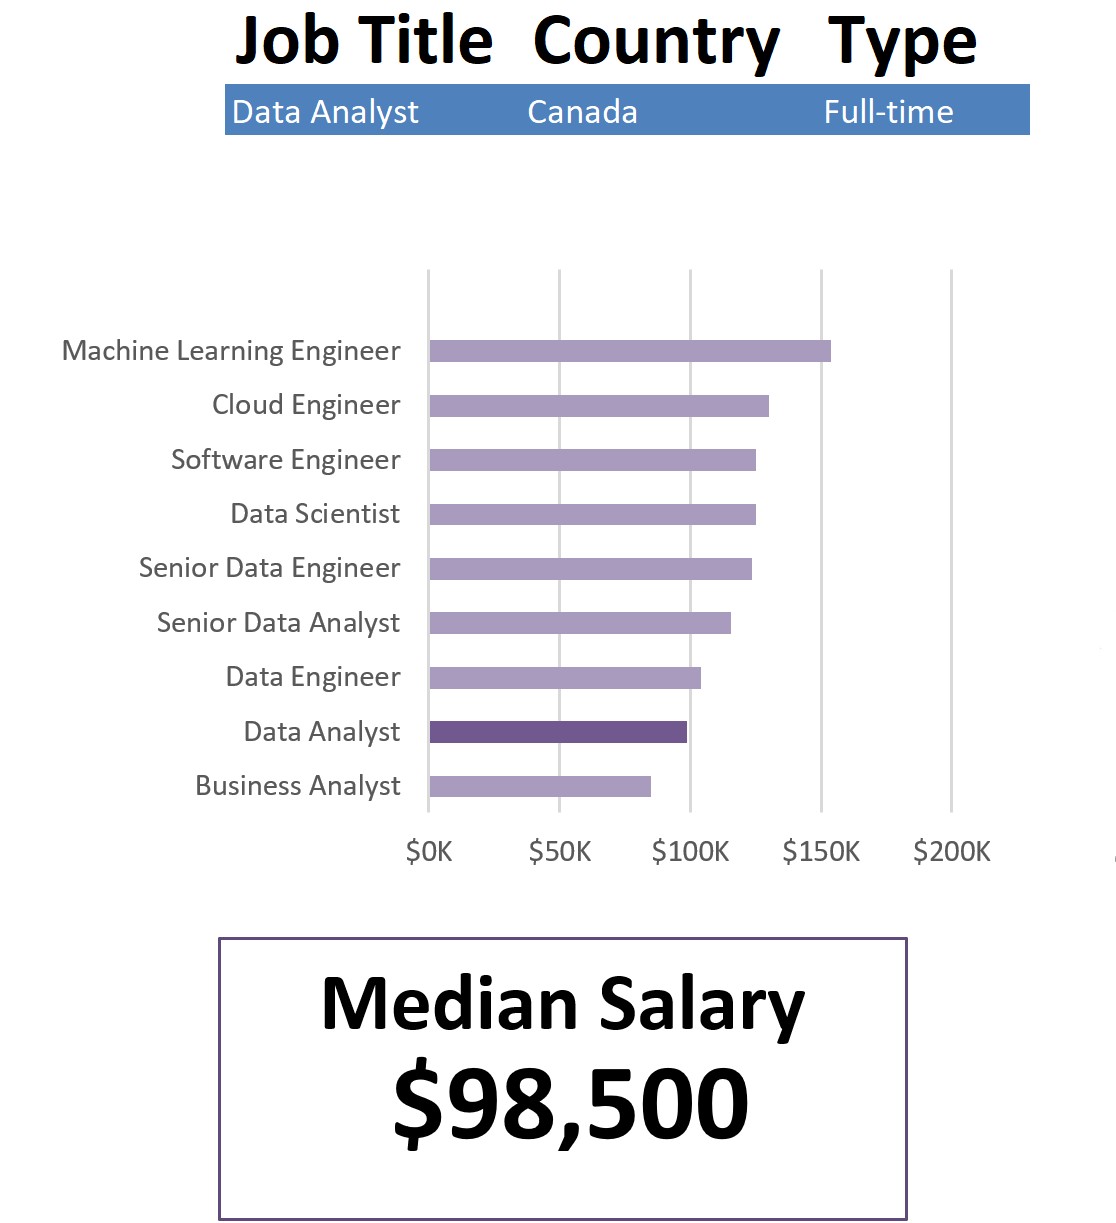 Job Title Country Type
Data Analyst Canada Full-time
Machine Learning Engineer
Cloud Engineer
Software Engineer
Data Scientist
Senior Data Engineer
Senior Data Analyst
Data Engineer
Data Analyst
Business Analyst
$0K $50K $100K $150K $200K
Median Salary
$98,500